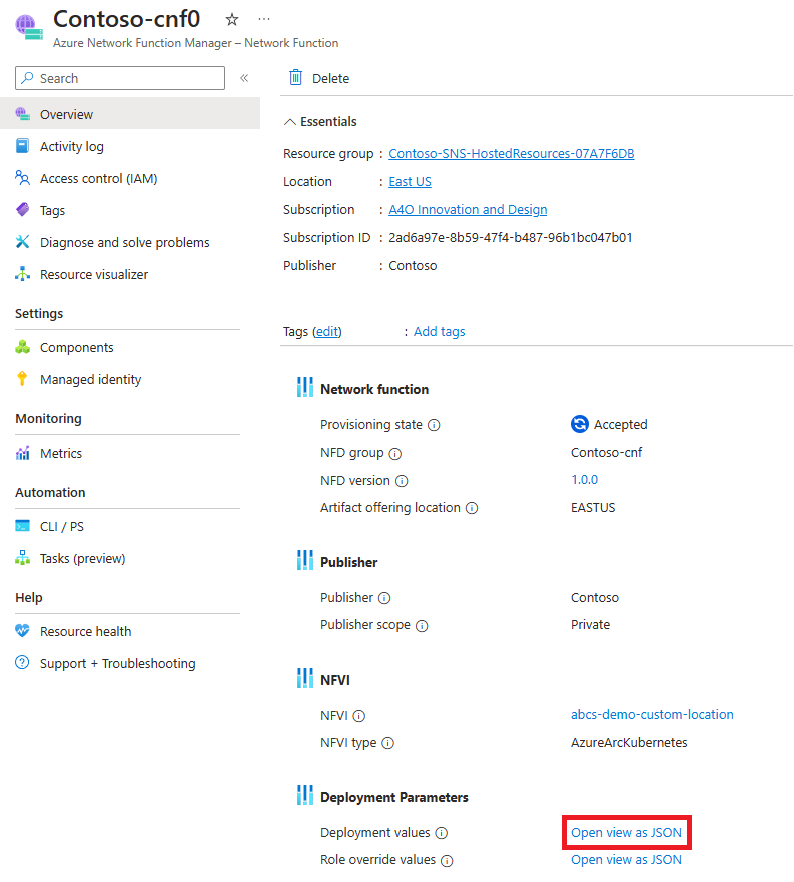 Contoso-cnf0 ☆ ···
Azure Network Function Manager – Network Function
Search «
Overview
Activity log
Access control (IAM)
Tags
Diagnose and solve problems
Resource visualizer
Settings
Components
Managed identity
Monitoring
Metrics
Automation
CLI / PS
Tasks (preview)
Help
Resource health
Support + Troubleshooting
Delete
Essentials
Resource group : Contoso-SNS-HostedResources-07A7F6DB
Location : East US
Subscription : A4O Innovation and Design
Subscription ID : 2ad6a97e-8b59-47f4-b487-96b1bc047b01
Publisher : Contoso
Tags (edit) : Add tags
Network function
Provisioning state Accepted
NFD group Contoso-cnf
NFD version 1.0.0
Artifact offering location EASTUS
Publisher
Publisher Contoso
Publisher scope Private
NFVI
NFVI abcs-demo-custom-location
NFVI type AzureArcKubernetes
Deployment Parameters
Deployment values Open view as JSON
Role override values Open view as JSON